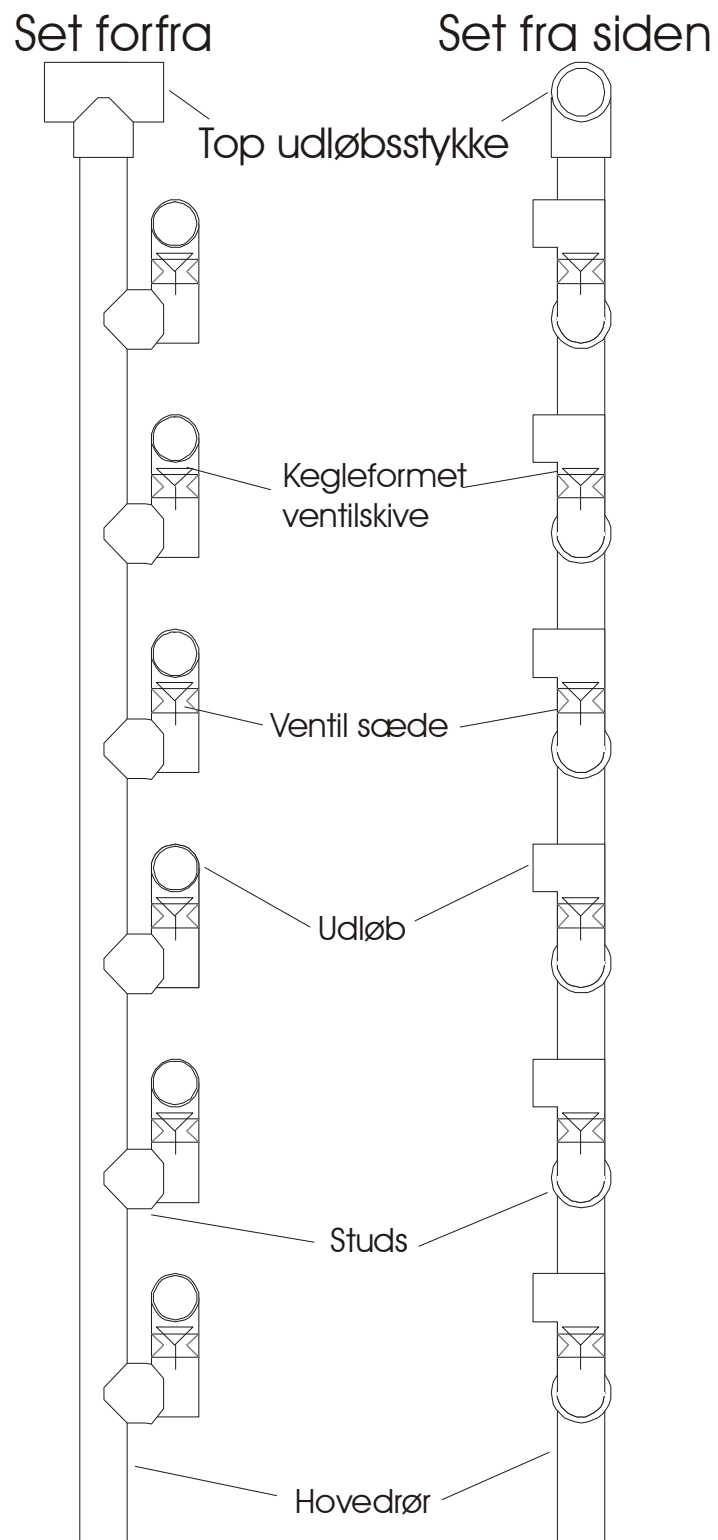 Set forfra
Set fra siden
Top udløbsstykke
Kegleformet
ventilskive
Ventil sæde
Udløb
Studs
Hovedrør